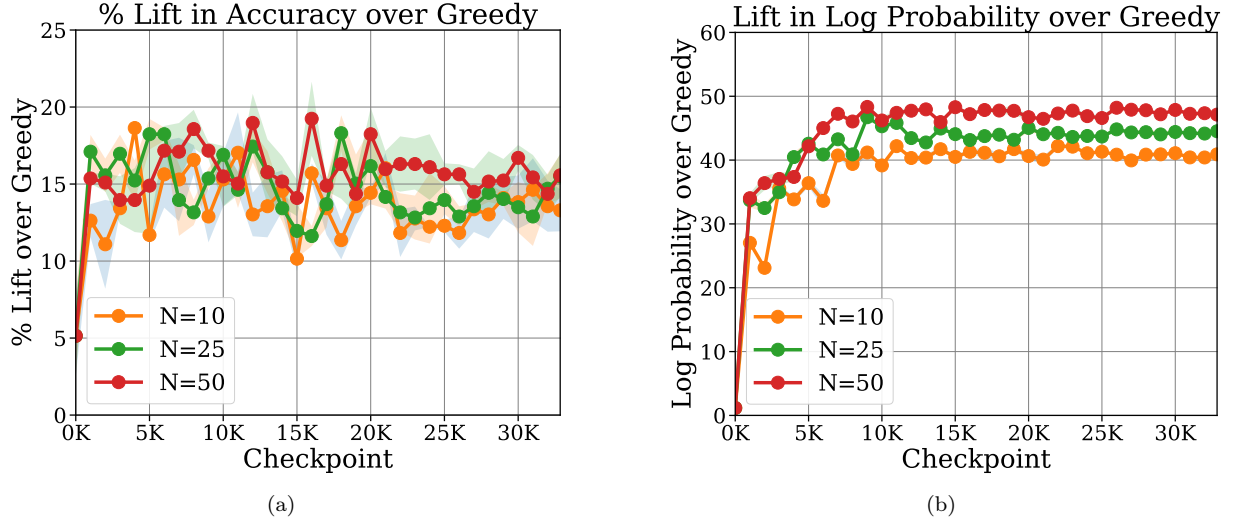 % Lift in Accuracy over Greedy
% Lift over Greedy
25
20
15
10
5
0
N=10
N=25
N=50
0K 5K 10K 15K 20K 25K 30K
Checkpoint
(a)
Lift in Log Probability over Greedy
Log Probability over Greedy
60
50
40
30
20
10
0
N=10
N=25
N=50
0K 5K 10K 15K 20K 25K 30K
Checkpoint
(b)